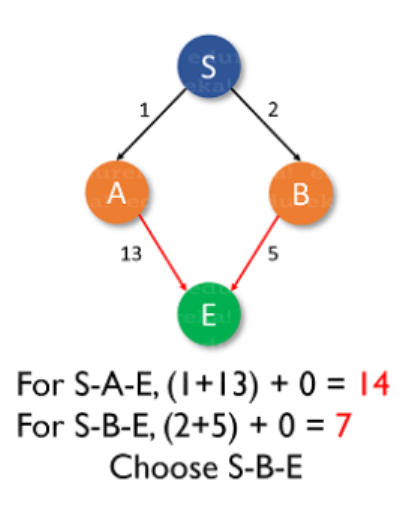 S
1
2
A
B
13
5
E
For S-A-E, (1+13) + 0 = 14
For S-B-E, (2+5) + 0 = 7
Choose S-B-E